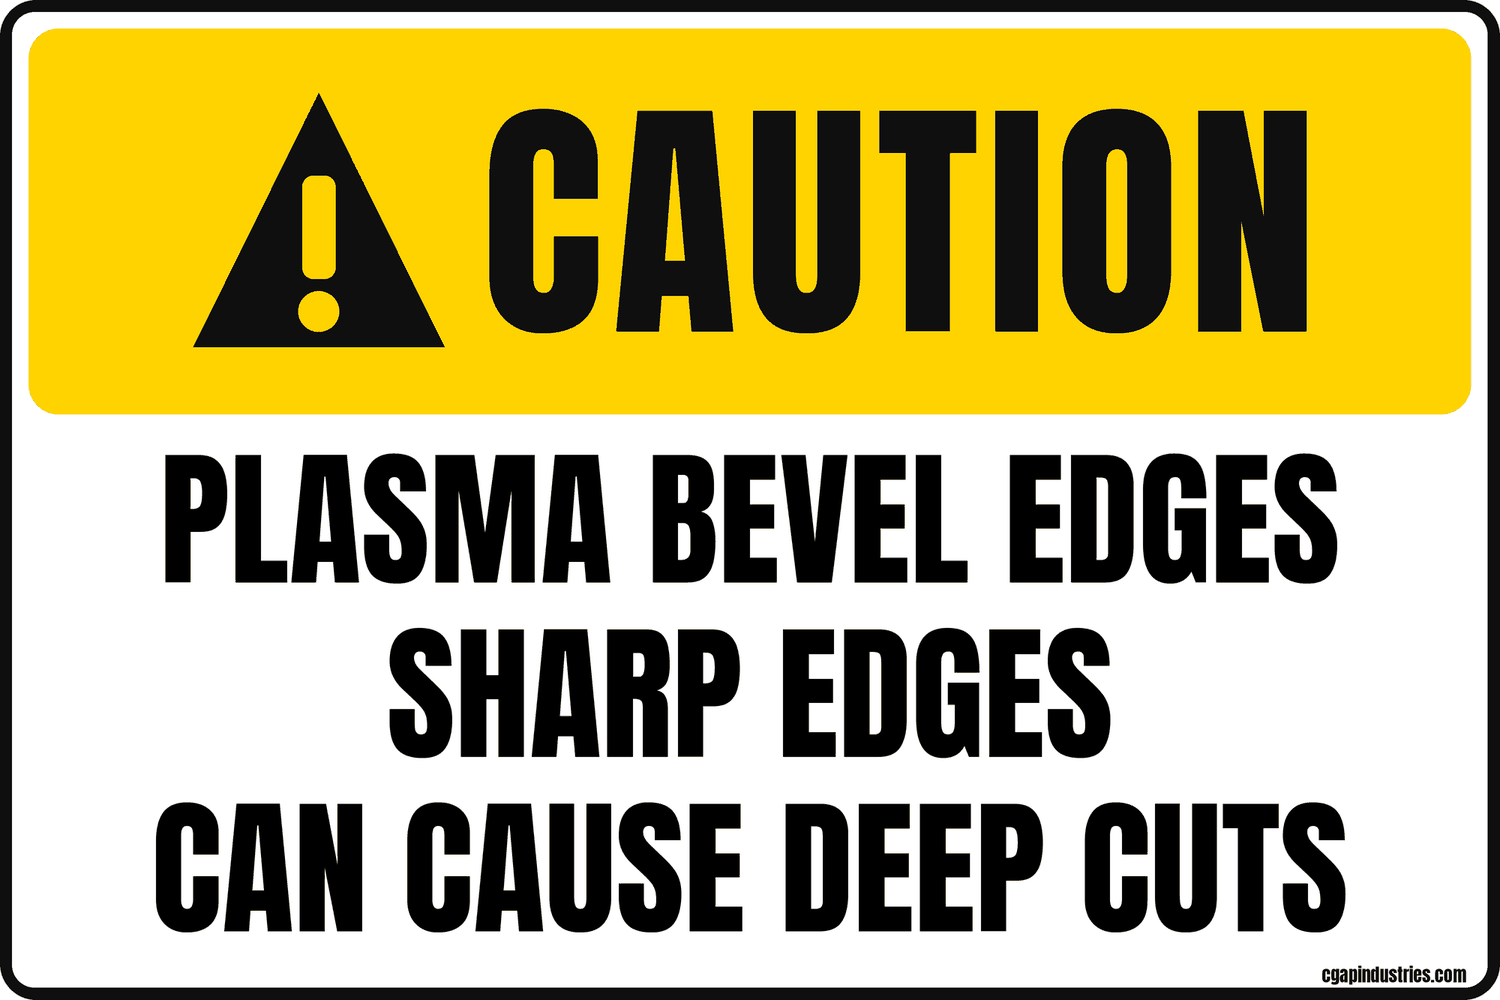 CAUTION
PLASMA BEVEL EDGES
SHARP EDGES
CAN CAUSE DEEP CUTS
cgapindustries.com